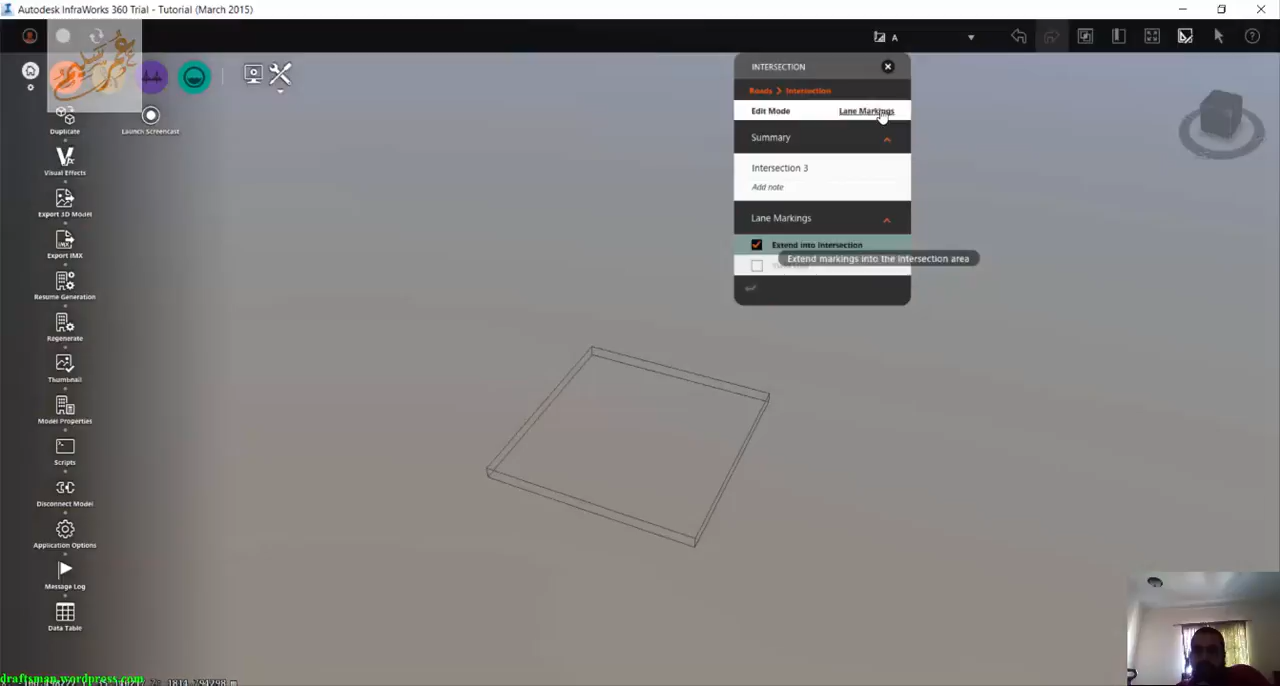 Autodesk InfraWorks 360 Trial - Tutorial (March 2015)
A
INTERSECTION
Roads > Intersection
Edit Mode Lane Markings
Summary
Intersection 3
Add note
Lane Markings
Extend into Intersection
Extend markings into the intersection area
Duplicate
Launch Screencast
Visual Effects
Export 3D Model
Export IMX
Resume Generation
Regenerate
Thumbnail
Model Properties
Scripts
Disconnect Model
Application Options
Message Log
Data Table
draftsman.wordpress.com